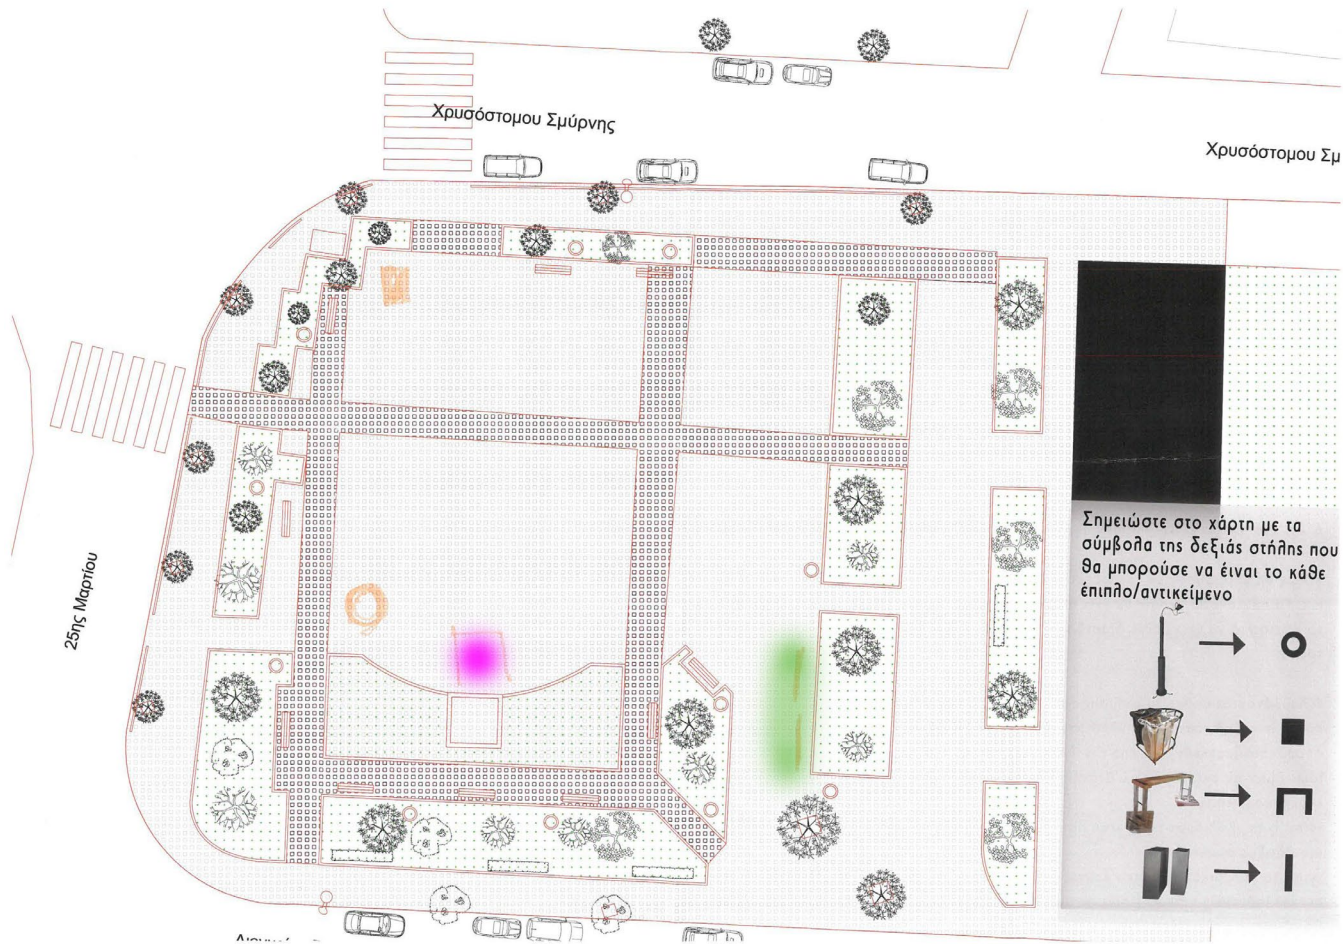 Χρυσόστομου Σμύρνης
Χρυσόστομου Σμ
25ης Μαρτίου
Σημειώστε στο χάρτη με τα
σύμβολα της δεξιάς στήλης που
θα μπορούσε να έιναι το κάθε
έπιπλο/αντικείμενο